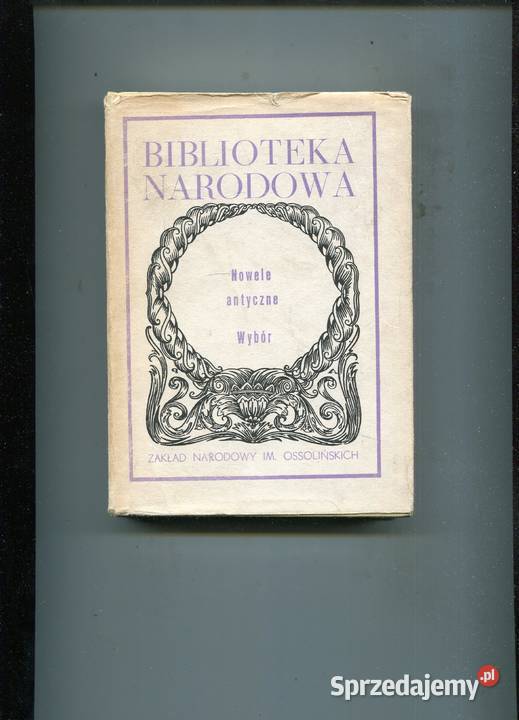 BIBLIOTEKA
NARODOWA
Nowele
antyczne
Wybór
ZAKŁAD NARODOWY IM. OSSOLIŃSKICH
Sprzedajemy.pl